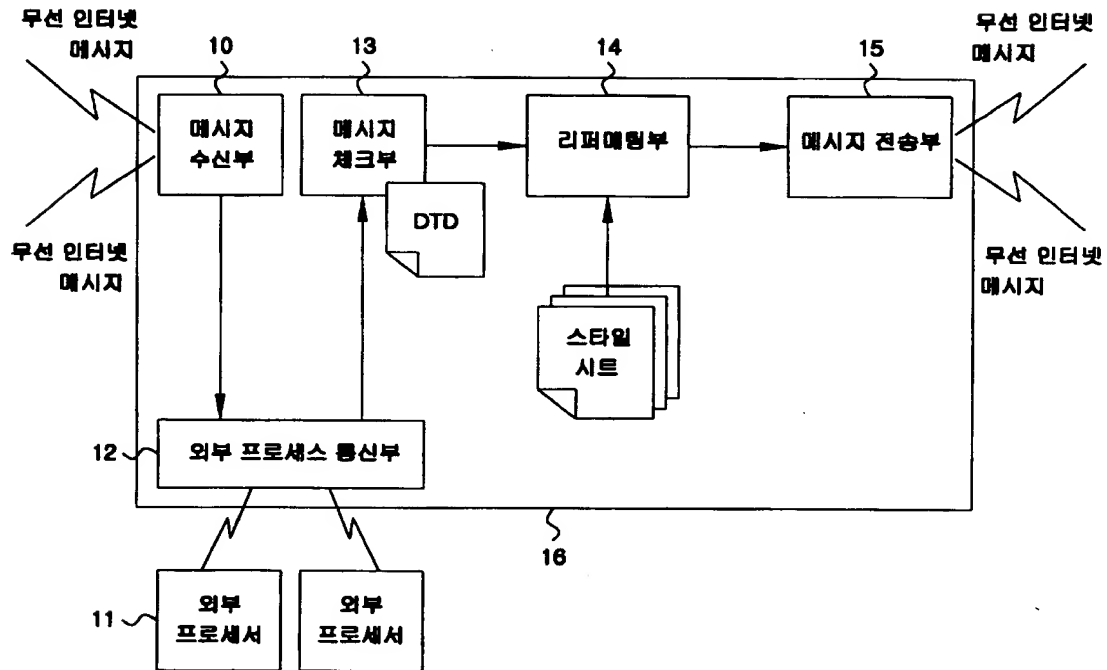 무선 인터넷
메시지
무선 인터넷
메시지
10
13
14
15
메시지
수신부
메시지
체크부
리퍼매팅부
메시지 전송부
DTD
무선 인터넷
메시지
무선 인터넷
메시지
스타일
시트
12
외부 프로세스 통신부
16
11
외부
프로세서
외부
프로세서